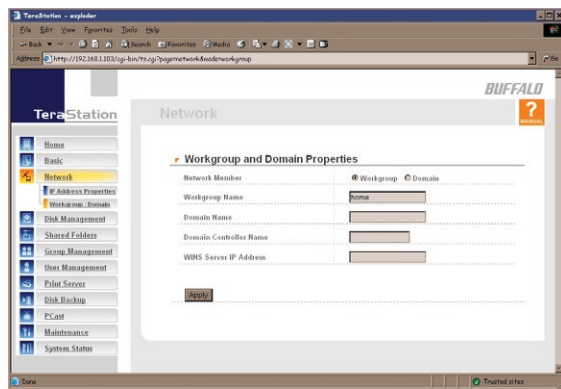 TeraStation - explorer
File Edit View Favorites Tools Help
Back Search Favorites Media
Address http://192.168.1.103/cgi-bin/ts.cgi?page=network&mode=workgroup Go
BUFFALO
TeraStation
Network
? MANUAL
Home
Basic
Network
IP Address Properties
Workgroup / Domain
Disk Management
Shared Folders
Group Management
User Management
Print Server
Disk Backup
PCast
Maintenance
System Status
Workgroup and Domain Properties
Network Member Workgroup Domain
Workgroup Name home
Domain Name
Domain Controller Name
WINS Server IP Address
Apply
Done Trusted sites